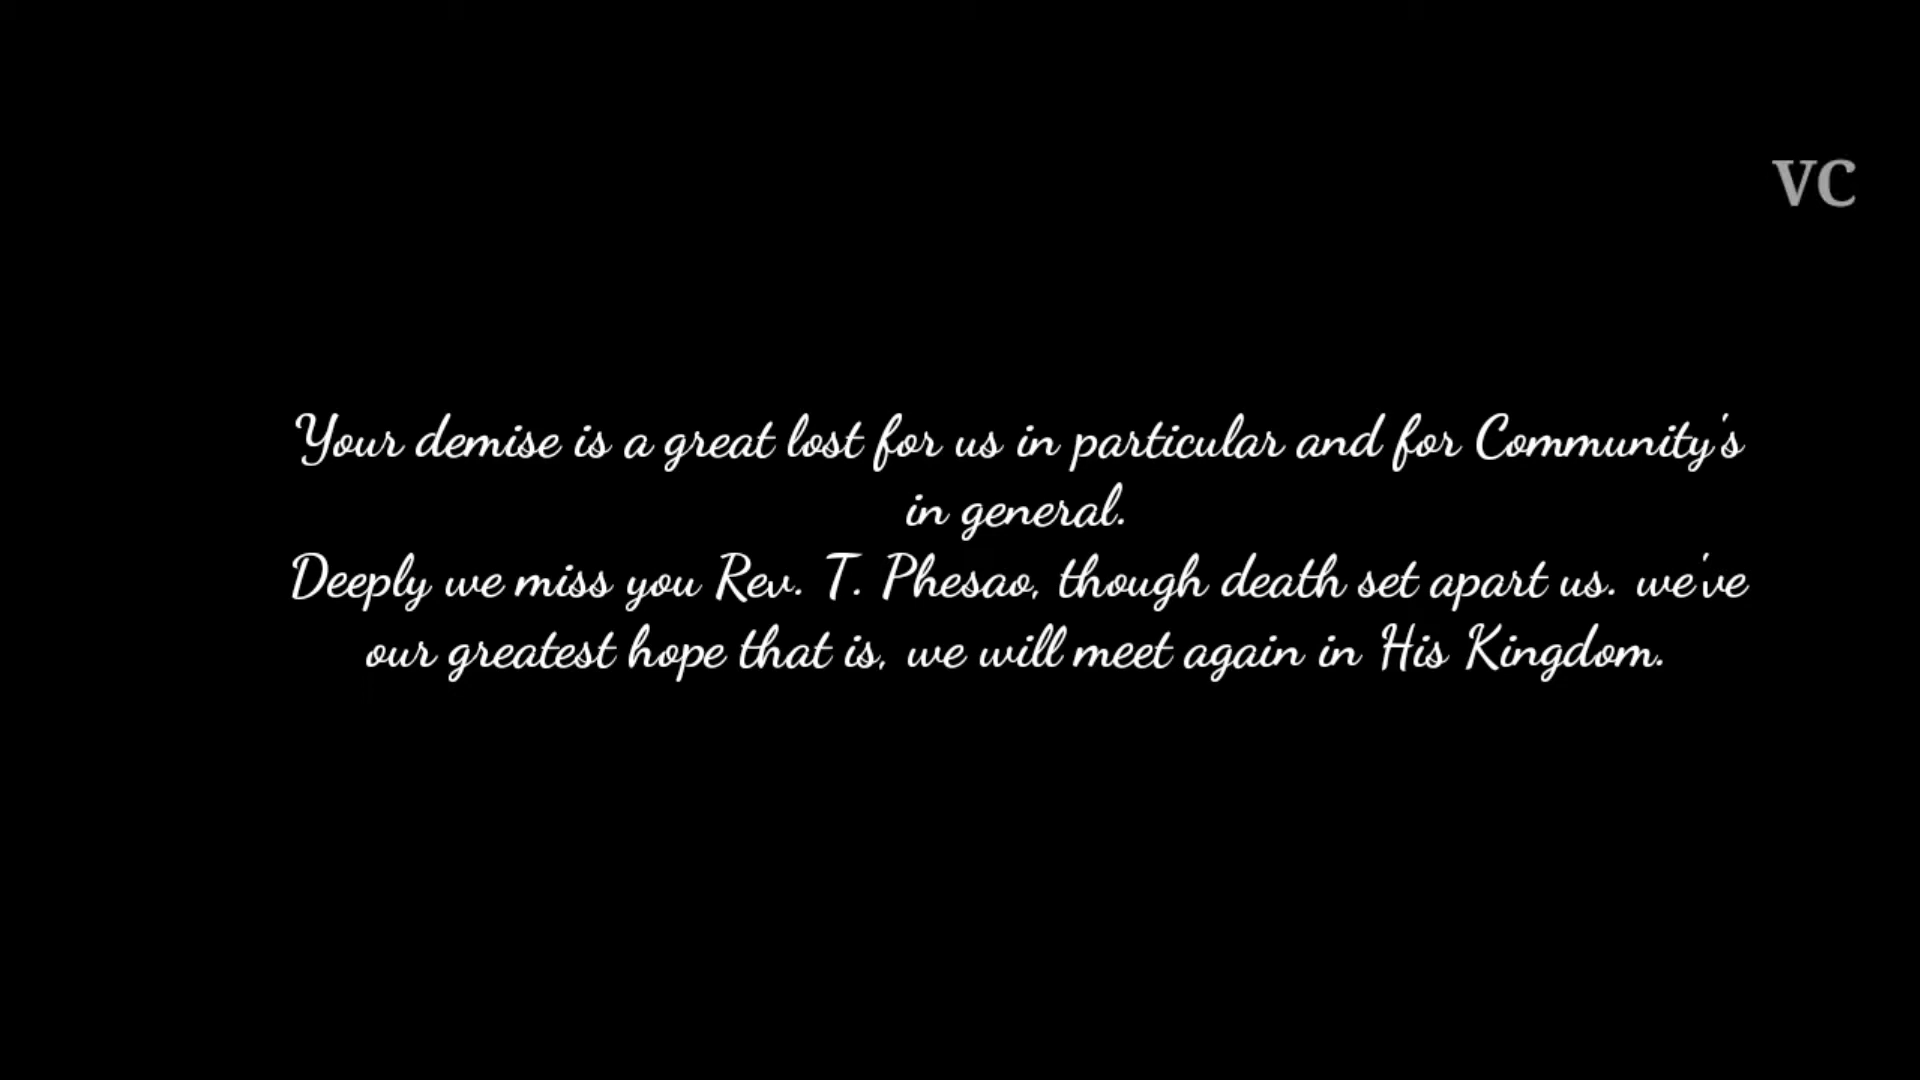 VC
Your demise is a great lost for us in particular and for Community's
in general.
Deeply we miss you Rev. T. Phesao, though death set apart us. we've
our greatest hope that is, we will meet again in His Kingdom.